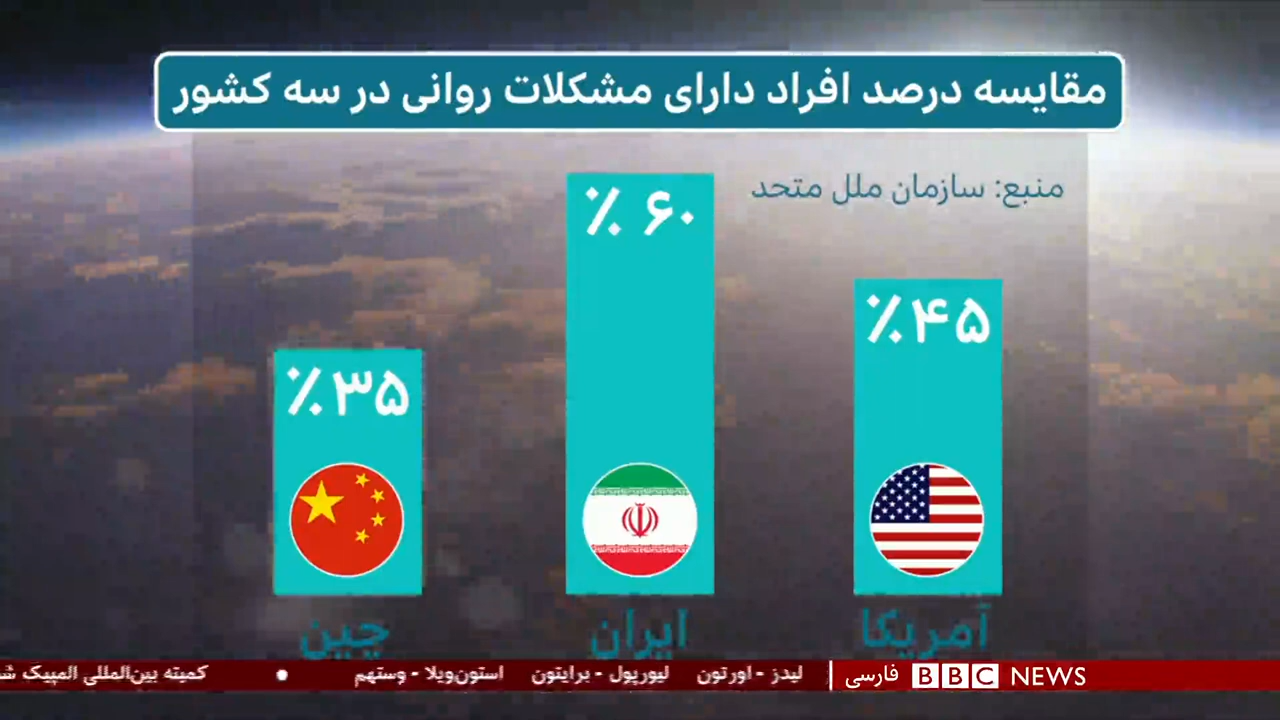 مقایسه درصد افراد دارای مشکلات روانی در سه کشور
منبع: سازمان ملل متحد
٪۴۵
٪ ۶۰
٪۳۵
آمریکا
ایران
چین
BBC NEWS فارسی
لیدز - اورتون لیورپول - برایتون استون‌ویلا - وستهم • کمیته بین‌المللی المپیک